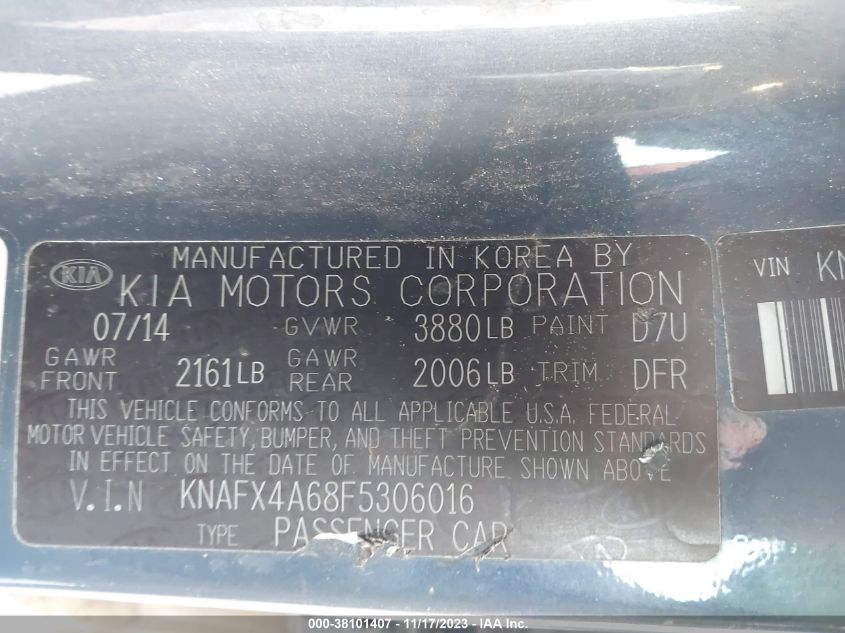 MANUFACTURED IN KOREA BY
KIA KIA MOTORS CORPORATION
07/14 GVWR 3880LB PAINT D7U
GAWR FRONT 2161LB GAWR REAR 2006LB TRIM DFR
THIS VEHICLE CONFORMS TO ALL APPLICABLE U.S.A. FEDERAL
MOTOR VEHICLE SAFETY, BUMPER, AND THEFT PREVENTION STANDARDS
IN EFFECT ON THE DATE OF MANUFACTURE SHOWN ABOVE
V.I.N KNAFX4A68F5306016
TYPE PASSENGER CAR
VIN KN
000-38101407 - 11/17/2023 - IAA Inc.